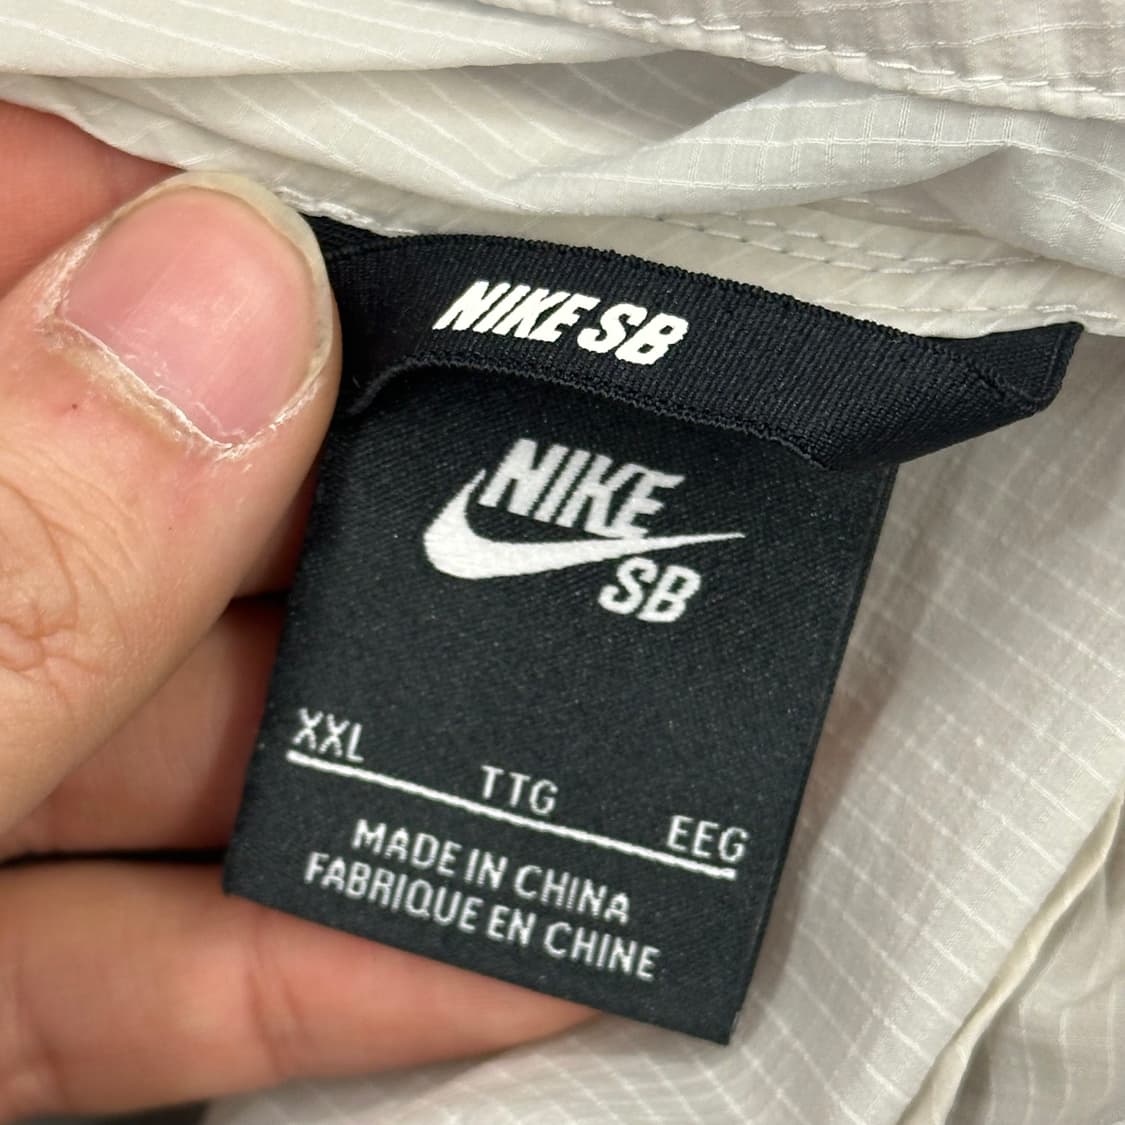 NIKE SB
NIKE
SB
XXL TTG EEG
MADE IN CHINA
FABRIQUE EN CHINE